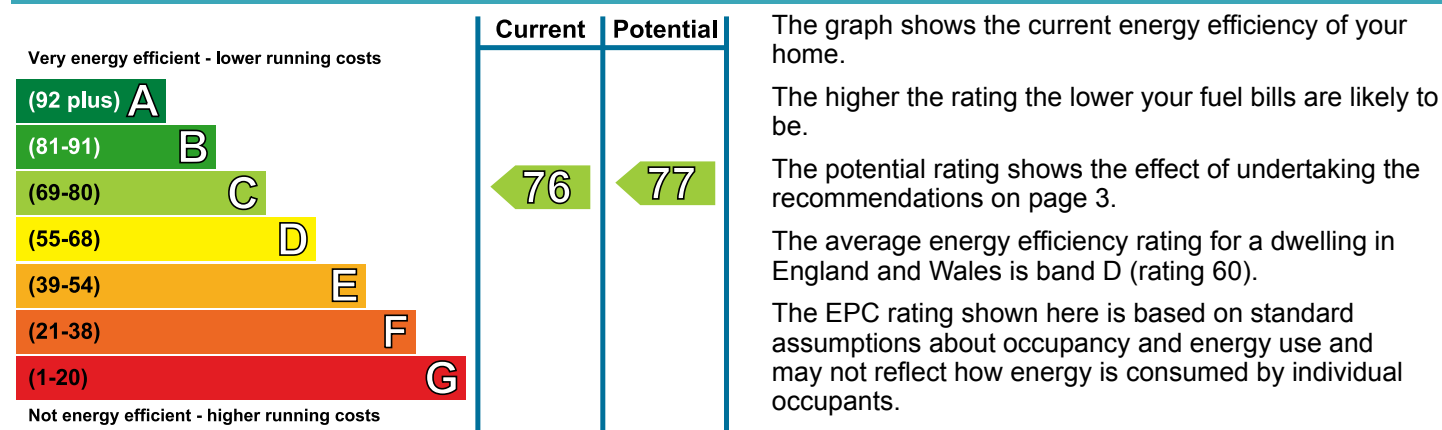 Current Potential
Very energy efficient - lower running costs
(92 plus) A
(81-91) B
(69-80) C
(55-68) D
(39-54) E
(21-38) F
(1-20) G
Not energy efficient - higher running costs
76
77
The graph shows the current energy efficiency of your
home.
The higher the rating the lower your fuel bills are likely to
be.
The potential rating shows the effect of undertaking the
recommendations on page 3.
The average energy efficiency rating for a dwelling in
England and Wales is band D (rating 60).
The EPC rating shown here is based on standard
assumptions about occupancy and energy use and
may not reflect how energy is consumed by individual
occupants.